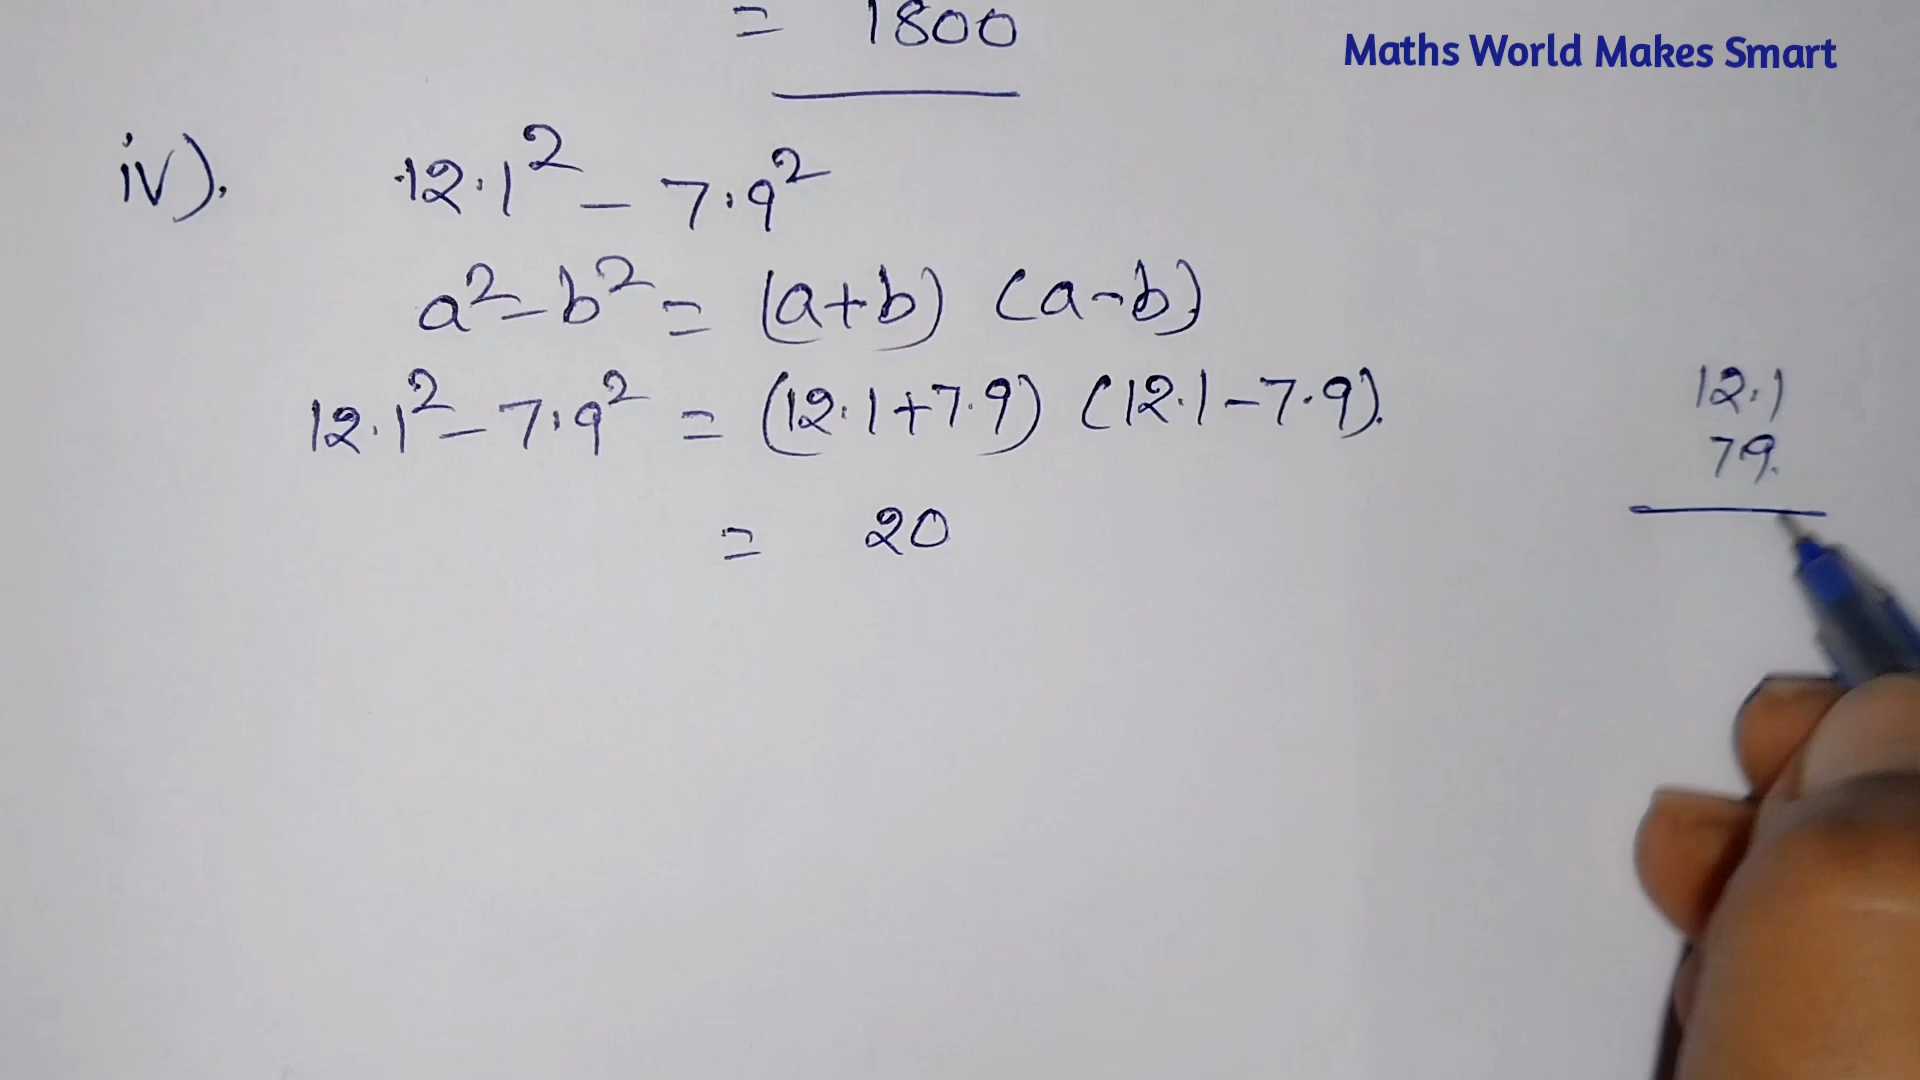 = 1800
Maths World Makes Smart
iv). 12.1² - 7.9²
a² - b² = (a+b) (a-b)
12.1² - 7.9² = (12.1+7.9) (12.1-7.9).
12.1
79.
= 20